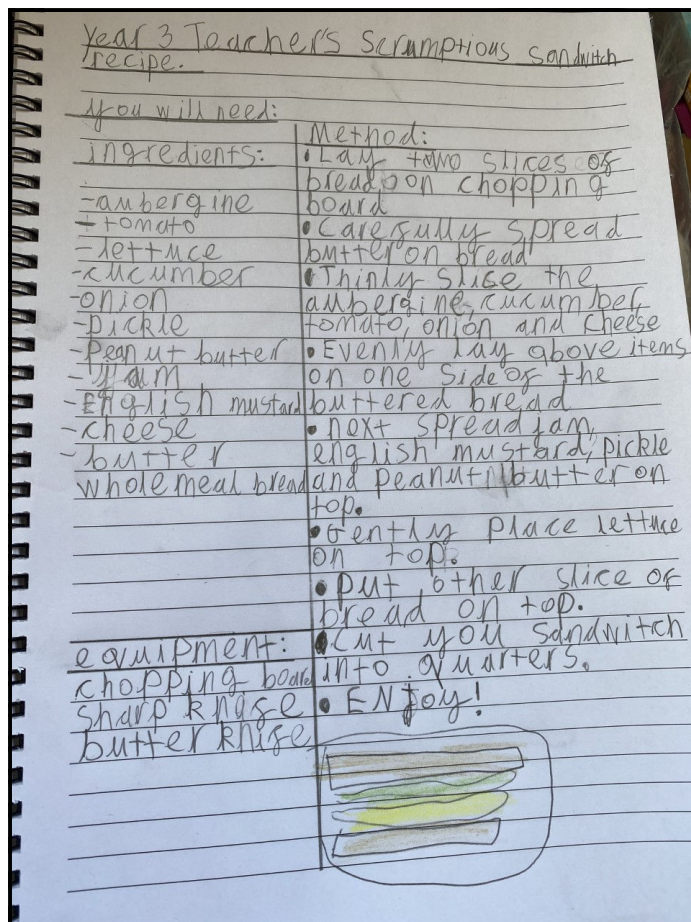 Year 3 Teacher's Scrumptious Sandwitch
recipe.
you will need:
ingredients:
-aubergine
-tomato
-lettuce
-cucumber
-onion
-pickle
-Peanut butter
-Jam
-English mustard
-cheese
-butter
wholemeal bread
equipment:
chopping board
sharp knife
butter knife
Method:
• Lay two slices of
bread on chopping
board
• Carefully spread
butter on bread
• Thinly slise the
aubergine, cucumber,
tomato, onion and cheese
• Evenly lay above items
on one side of the
buttered bread
• next spread jam,
english mustard, pickle
and peanut butter on
top.
• Gently place lettuce
on top.
• Put other slice of
bread on top.
• Cut you sandwitch
into quarters.
• ENjoy!